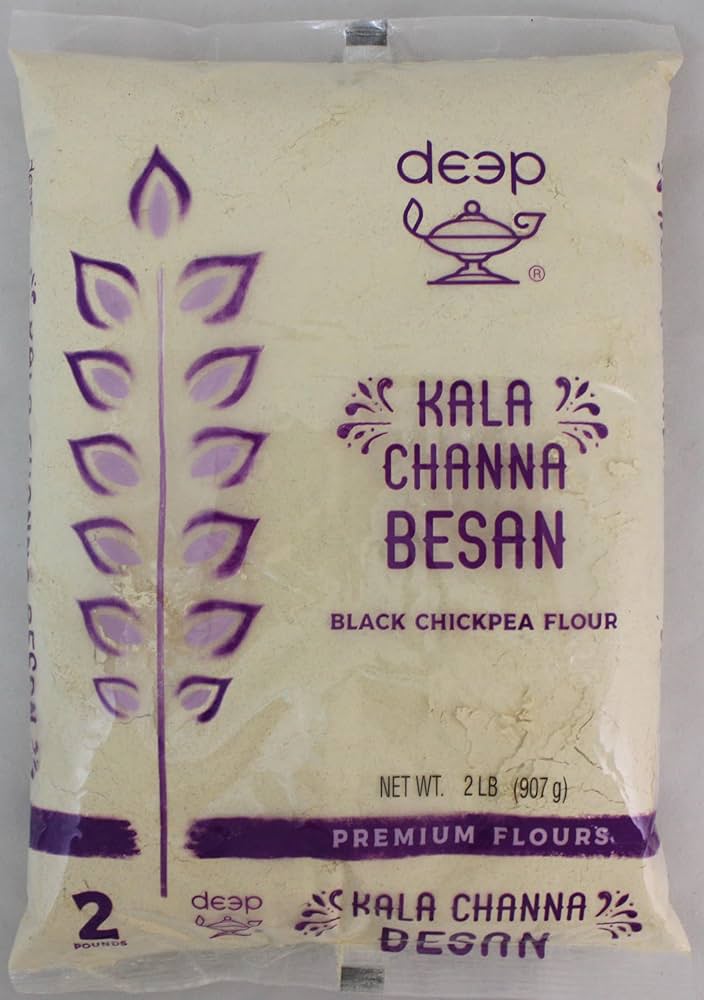 deep
®
KALA
CHANNA
BESAN
BLACK CHICKPEA FLOUR
NET WT. 2 LB (907 g)
PREMIUM FLOURS
2
POUNDS
deep
KALA CHANNA
BESAN